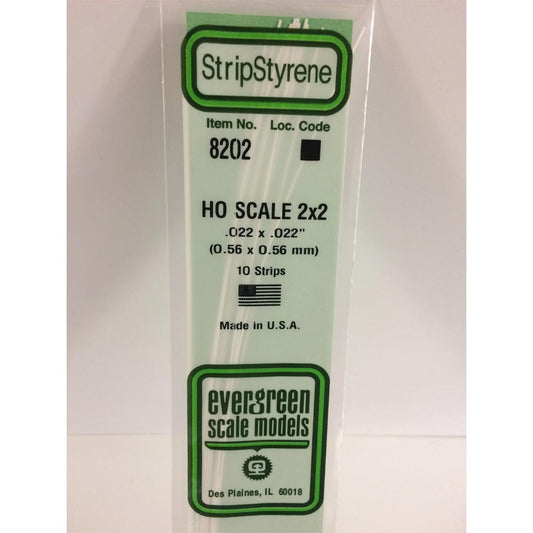 StripStyrene
Item No. Loc. Code
8202
HO SCALE 2x2
.022 x .022"
(0.56 x 0.56 mm)
10 Strips
Made in U.S.A.
evergreen
scale models
Des Plaines, IL 60018